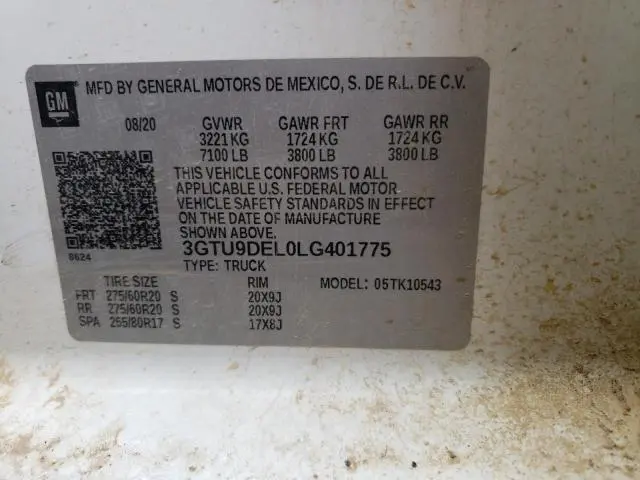 GM
MFD BY GENERAL MOTORS DE MEXICO, S. DE R.L. DE C.V.
08/20 GVWR GAWR FRT GAWR RR
3221 KG 1724 KG 1724 KG
7100 LB 3800 LB 3800 LB
THIS VEHICLE CONFORMS TO ALL
APPLICABLE U.S. FEDERAL MOTOR
VEHICLE SAFETY STANDARDS IN EFFECT
ON THE DATE OF MANUFACTURE
SHOWN ABOVE.
8624
3GTU9DEL0LG401775
TYPE: TRUCK
TIRE SIZE RIM MODEL: 05TK10543
FRT 275/60R20 S 20X9J
RR 275/60R20 S 20X9J
SPA 265/80R17 S 17X8J